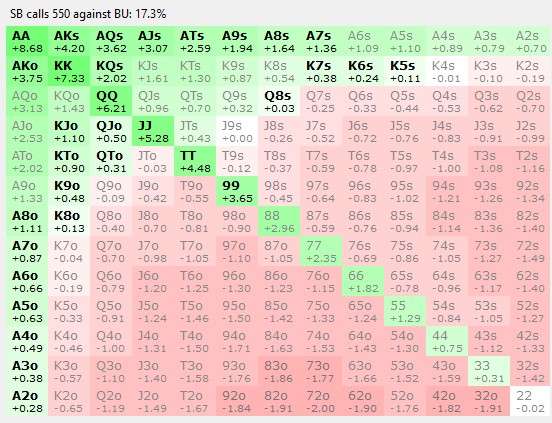 SB calls 550 against BU: 17.3%
AA AKs AQs AJs ATs A9s A8s A7s A6s A5s A4s A3s A2s
+8.68 +4.20 +3.62 +3.07 +2.59 +1.94 +1.64 +1.36 +1.09 +1.10 +0.89 +0.79 +0.70
AKo KK KQs KJs KTs K9s K8s K7s K6s K5s K4s K3s K2s
+3.75 +7.33 +2.02 +1.61 +1.30 +0.87 +0.54 +0.38 +0.24 +0.11 -0.01 -0.10 -0.19
AQo KQo QQ QJs QTs Q9s Q8s Q7s Q6s Q5s Q4s Q3s Q2s
+3.13 +1.43 +6.21 +0.96 +0.70 +0.32 +0.03 -0.25 -0.33 -0.44 -0.53 -0.62 -0.70
AJo KJo QJo JJ JTs J9s J8s J7s J6s J5s J4s J3s J2s
+2.53 +1.10 +0.50 +5.28 +0.43 +0.00 -0.26 -0.52 -0.72 -0.76 -0.83 -0.91 -0.99
ATo KTo QTo JTo TT T9s T8s T7s T6s T5s T4s T3s T2s
+2.02 +0.90 +0.31 -0.03 +4.48 -0.12 -0.37 -0.59 -0.78 -0.97 -1.00 -1.08 -1.16
A9o K9o Q9o J9o T9o 99 98s 97s 96s 95s 94s 93s 92s
+1.33 +0.48 -0.09 -0.42 -0.55 +3.65 -0.45 -0.64 -0.83 -1.02 -1.21 -1.26 -1.34
A8o K8o Q8o J8o T8o 98o 88 87s 86s 85s 84s 83s 82s
+1.11 +0.13 -0.40 -0.70 -0.81 -0.90 +2.96 -0.59 -0.76 -0.94 -1.14 -1.36 -1.40
A7o K7o Q7o J7o T7o 97o 87o 77 76s 75s 74s 73s 72s
+0.87 -0.04 -0.70 -0.98 -1.05 -1.10 -1.05 +2.35 -0.69 -0.86 -1.05 -1.27 -1.49
A6o K6o Q6o J6o T6o 96o 86o 76o 66 65s 64s 63s 62s
+0.66 -0.19 -0.79 -1.20 -1.25 -1.30 -1.23 -1.15 +1.82 -0.78 -0.96 -1.17 -1.40
A5o K5o Q5o J5o T5o 95o 85o 75o 65o 55 54s 53s 52s
+0.63 -0.33 -0.91 -1.24 -1.46 -1.50 -1.42 -1.33 -1.24 +1.29 -0.84 -1.05 -1.27
A4o K4o Q4o J4o T4o 94o 84o 74o 64o 54o 44 43s 42s
+0.49 -0.46 -1.01 -1.31 -1.50 -1.71 -1.63 -1.53 -1.43 -1.30 +0.75 -1.12 -1.33
A3o K3o Q3o J3o T3o 93o 83o 73o 63o 53o 43o 33 32s
+0.38 -0.57 -1.10 -1.40 -1.58 -1.76 -1.86 -1.77 -1.66 -1.52 -1.59 +0.31 -1.42
A2o K2o Q2o J2o T2o 92o 82o 72o 62o 52o 42o 32o 22
+0.28 -0.65 -1.19 -1.49 -1.67 -1.84 -1.91 -2.00 -1.90 -1.76 -1.82 -1.91 -0.02